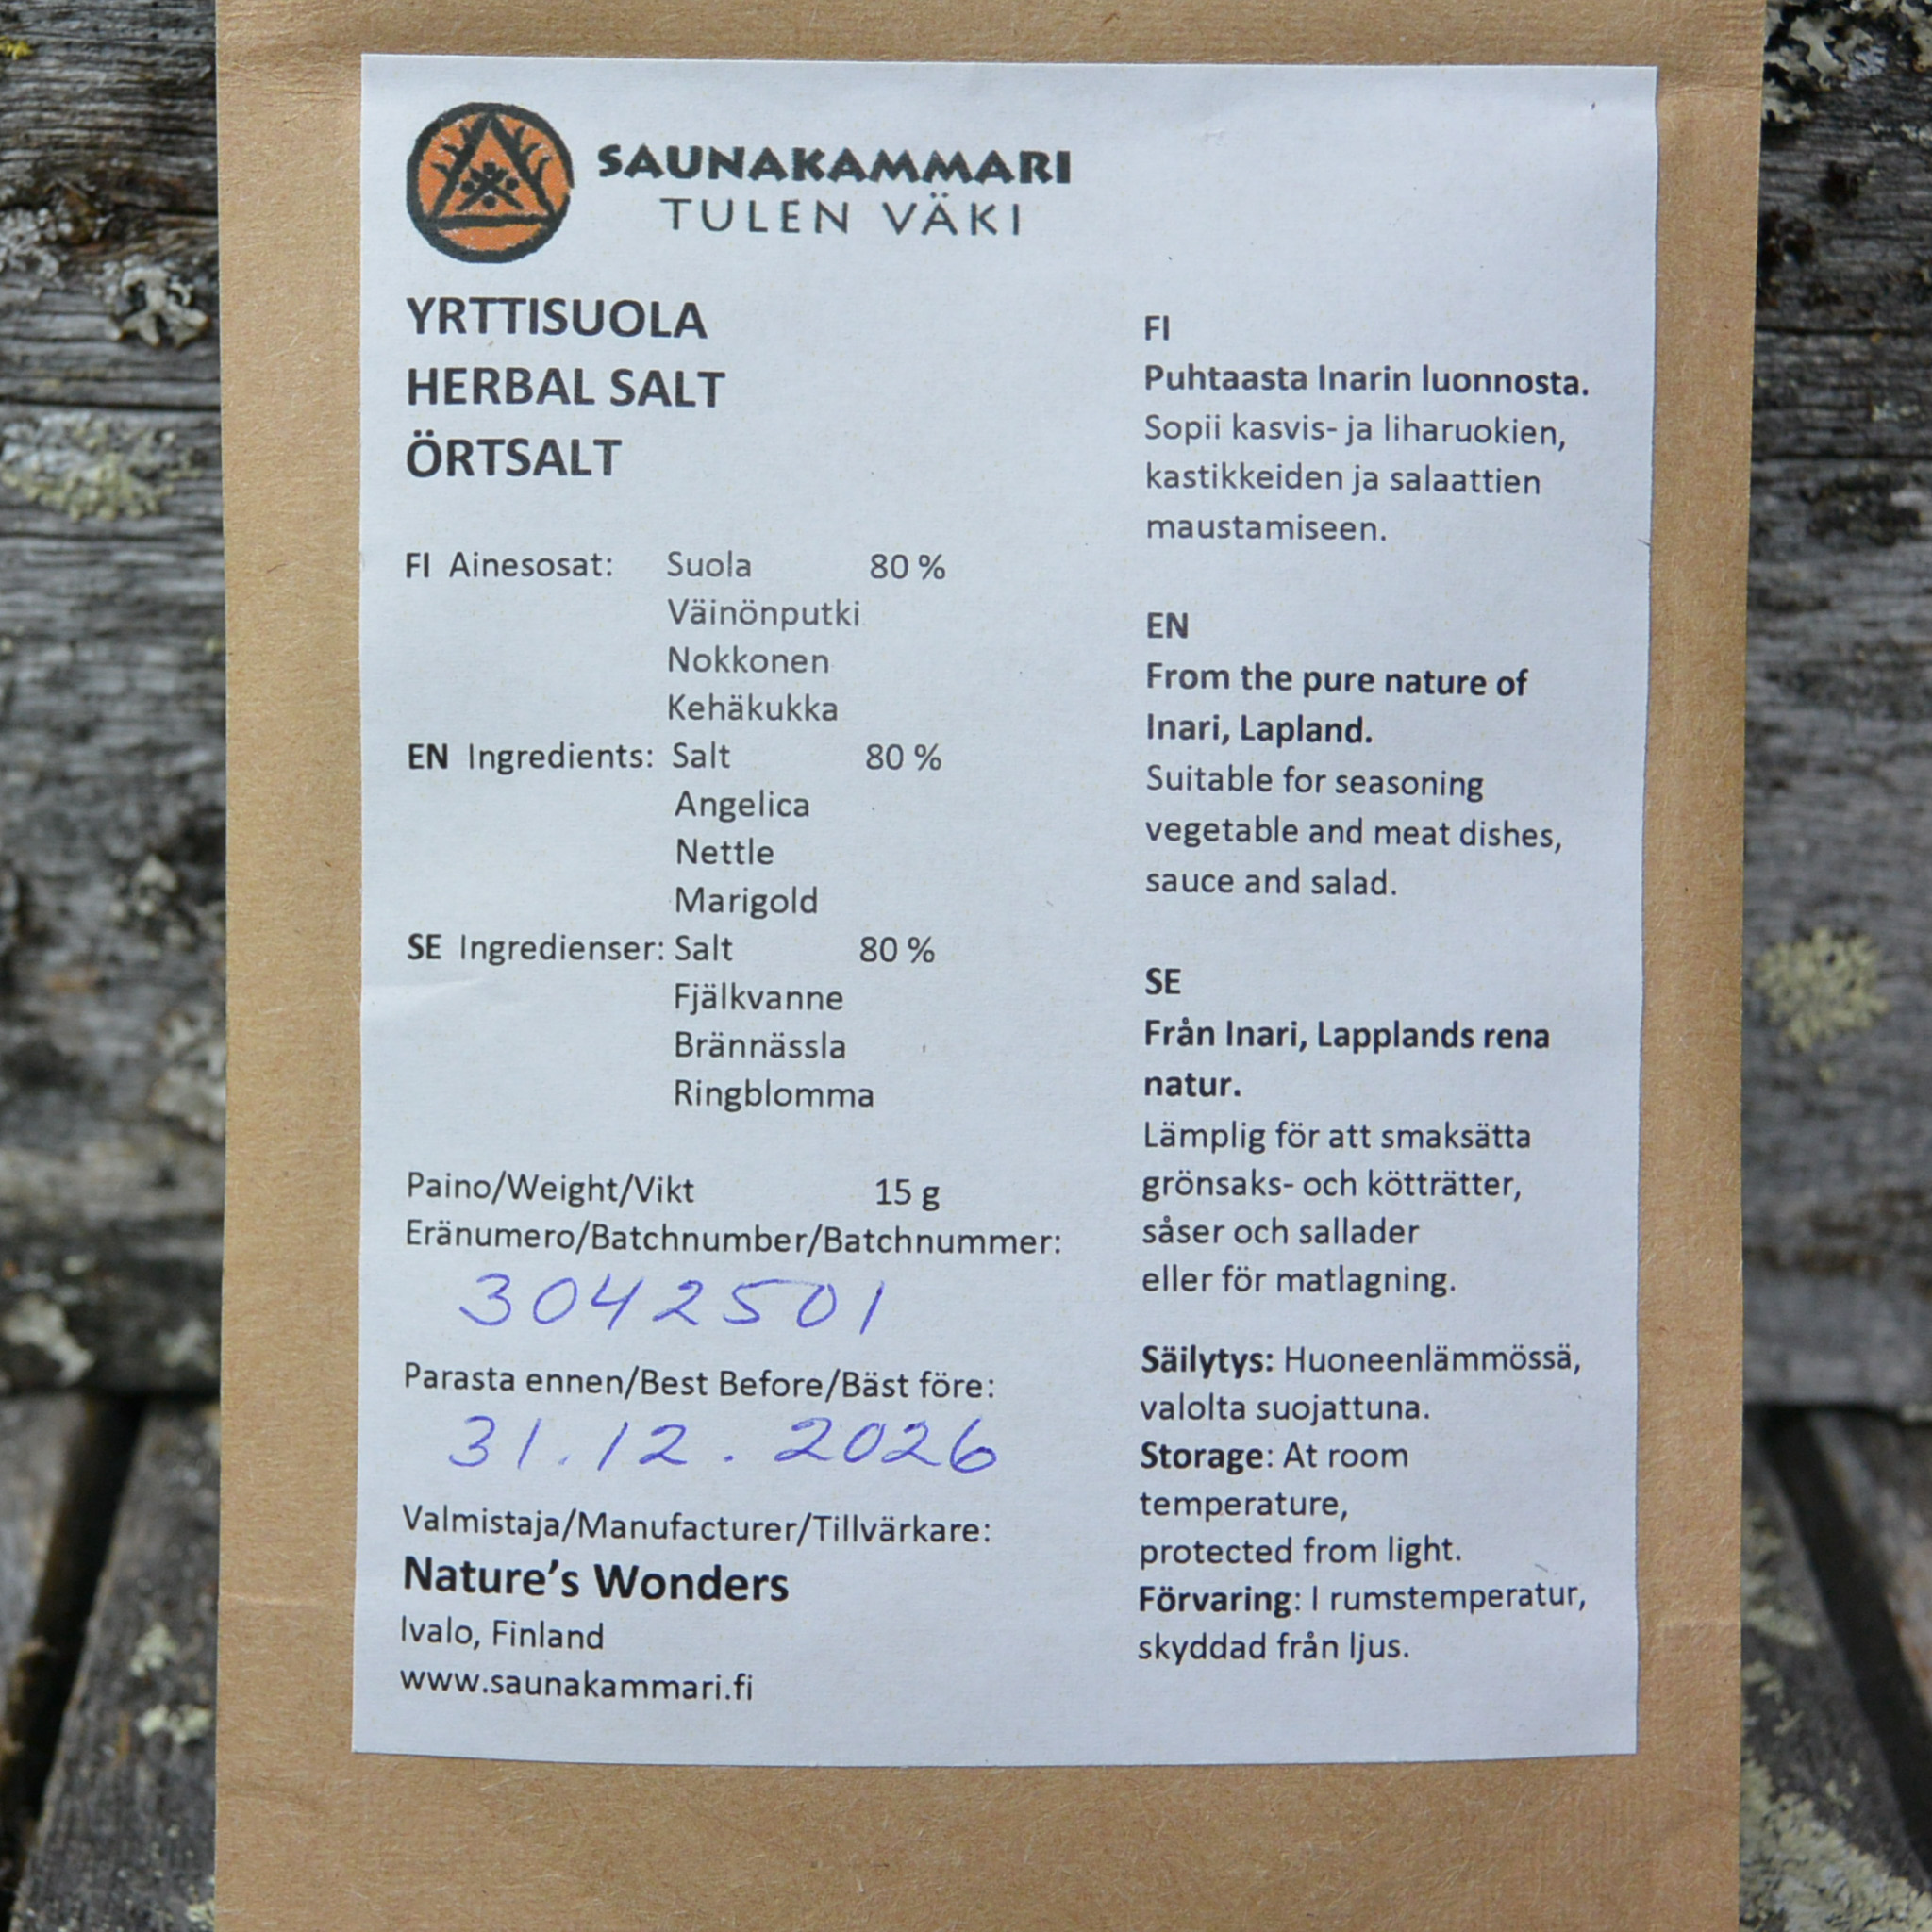 SAUNAKAMMARI
TULEN VÄKI
YRTTISUOLA
HERBAL SALT
ÖRTSALT
FI Ainesosat: Suola 80 %
Väinönputki
Nokkonen
Kehäkukka
EN Ingredients: Salt 80 %
Angelica
Nettle
Marigold
SE Ingredienser: Salt 80 %
Fjälkvanne
Brännässla
Ringblomma
Paino/Weight/Vikt 15 g
Eränumero/Batchnumber/Batchnummer:
3042501
Parasta ennen/Best Before/Bäst före:
31.12.2026
Valmistaja/Manufacturer/Tillvärkare:
Nature's Wonders
Ivalo, Finland
www.saunakammari.fi
FI
Puhtaasta Inarin luonnosta.
Sopii kasvis- ja liharuokien,
kastikkeiden ja salaattien
maustamiseen.
EN
From the pure nature of
Inari, Lapland.
Suitable for seasoning
vegetable and meat dishes,
sauce and salad.
SE
Från Inari, Lapplands rena
natur.
Lämplig för att smaksätta
grönsaks- och kötträtter,
såser och sallader
eller för matlagning.
Säilytys: Huoneenlämmössä,
valolta suojattuna.
Storage: At room
temperature,
protected from light.
Förvaring: I rumstemperatur,
skyddad från ljus.